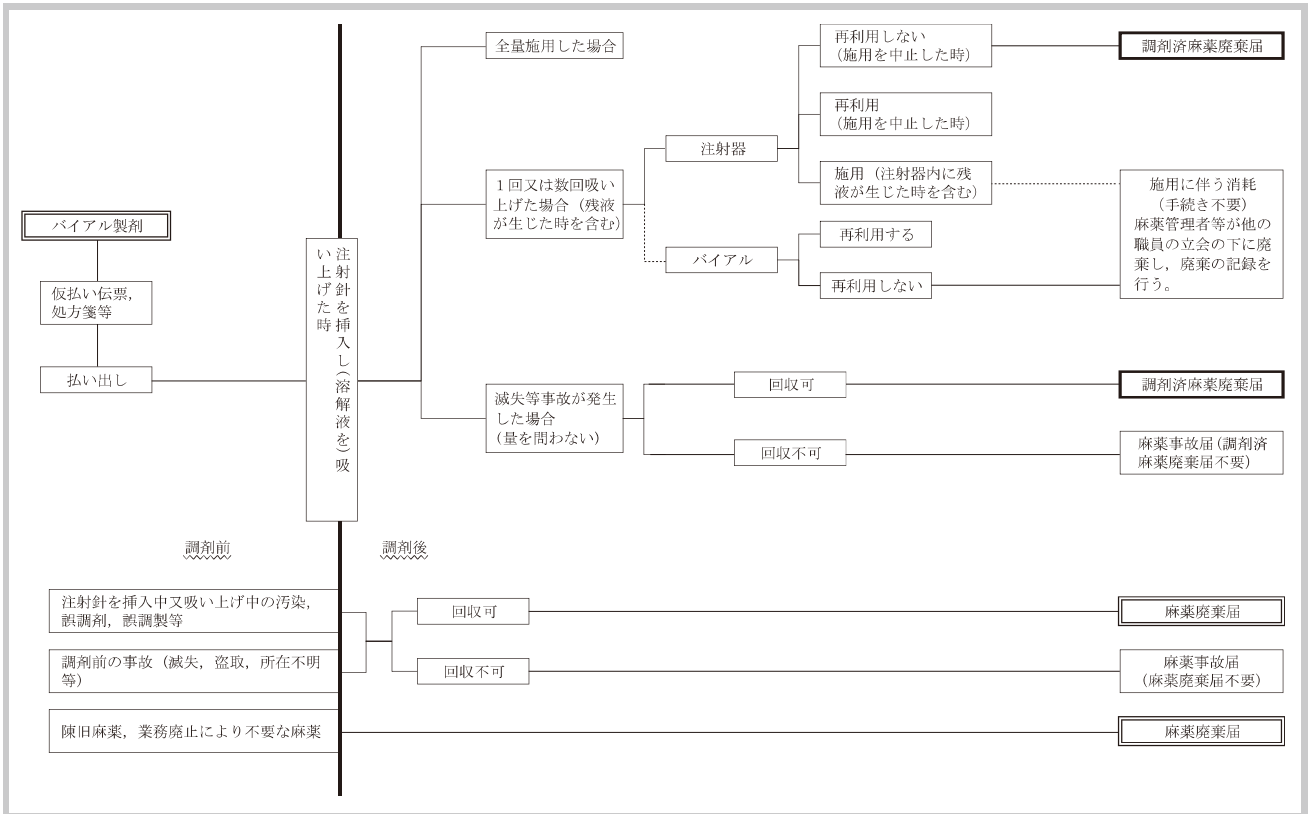 バイアル製剤
仮払い伝票，
処方箋等
払い出し
注射針を挿入し（溶解液を）吸
い上げた時
全量施用した場合
１回又は数回吸い
上げた場合（残液
が生じた時を含む）
注射器
再利用しない
（施用を中止した時）
調剤済麻薬廃棄届
再利用
（施用を中止した時）
施用（注射器内に残
液が生じた時を含む）
バイアル
再利用する
再利用しない
施用に伴う消耗
（手続き不要）
麻薬管理者等が他の
職員の立会の下に廃
棄し，廃棄の記録を
行う。
滅失等事故が発生
した場合
（量を問わない）
回収可
調剤済麻薬廃棄届
回収不可
麻薬事故届（調剤済
麻薬廃棄届不要）
調剤前
調剤後
注射針を挿入中又吸い上げ中の汚染，
誤調剤，誤調製等
調剤前の事故（滅失，盗取，所在不明
等）
回収可
麻薬廃棄届
回収不可
麻薬事故届
（麻薬廃棄届不要）
陳旧麻薬，業務廃止により不要な麻薬
麻薬廃棄届